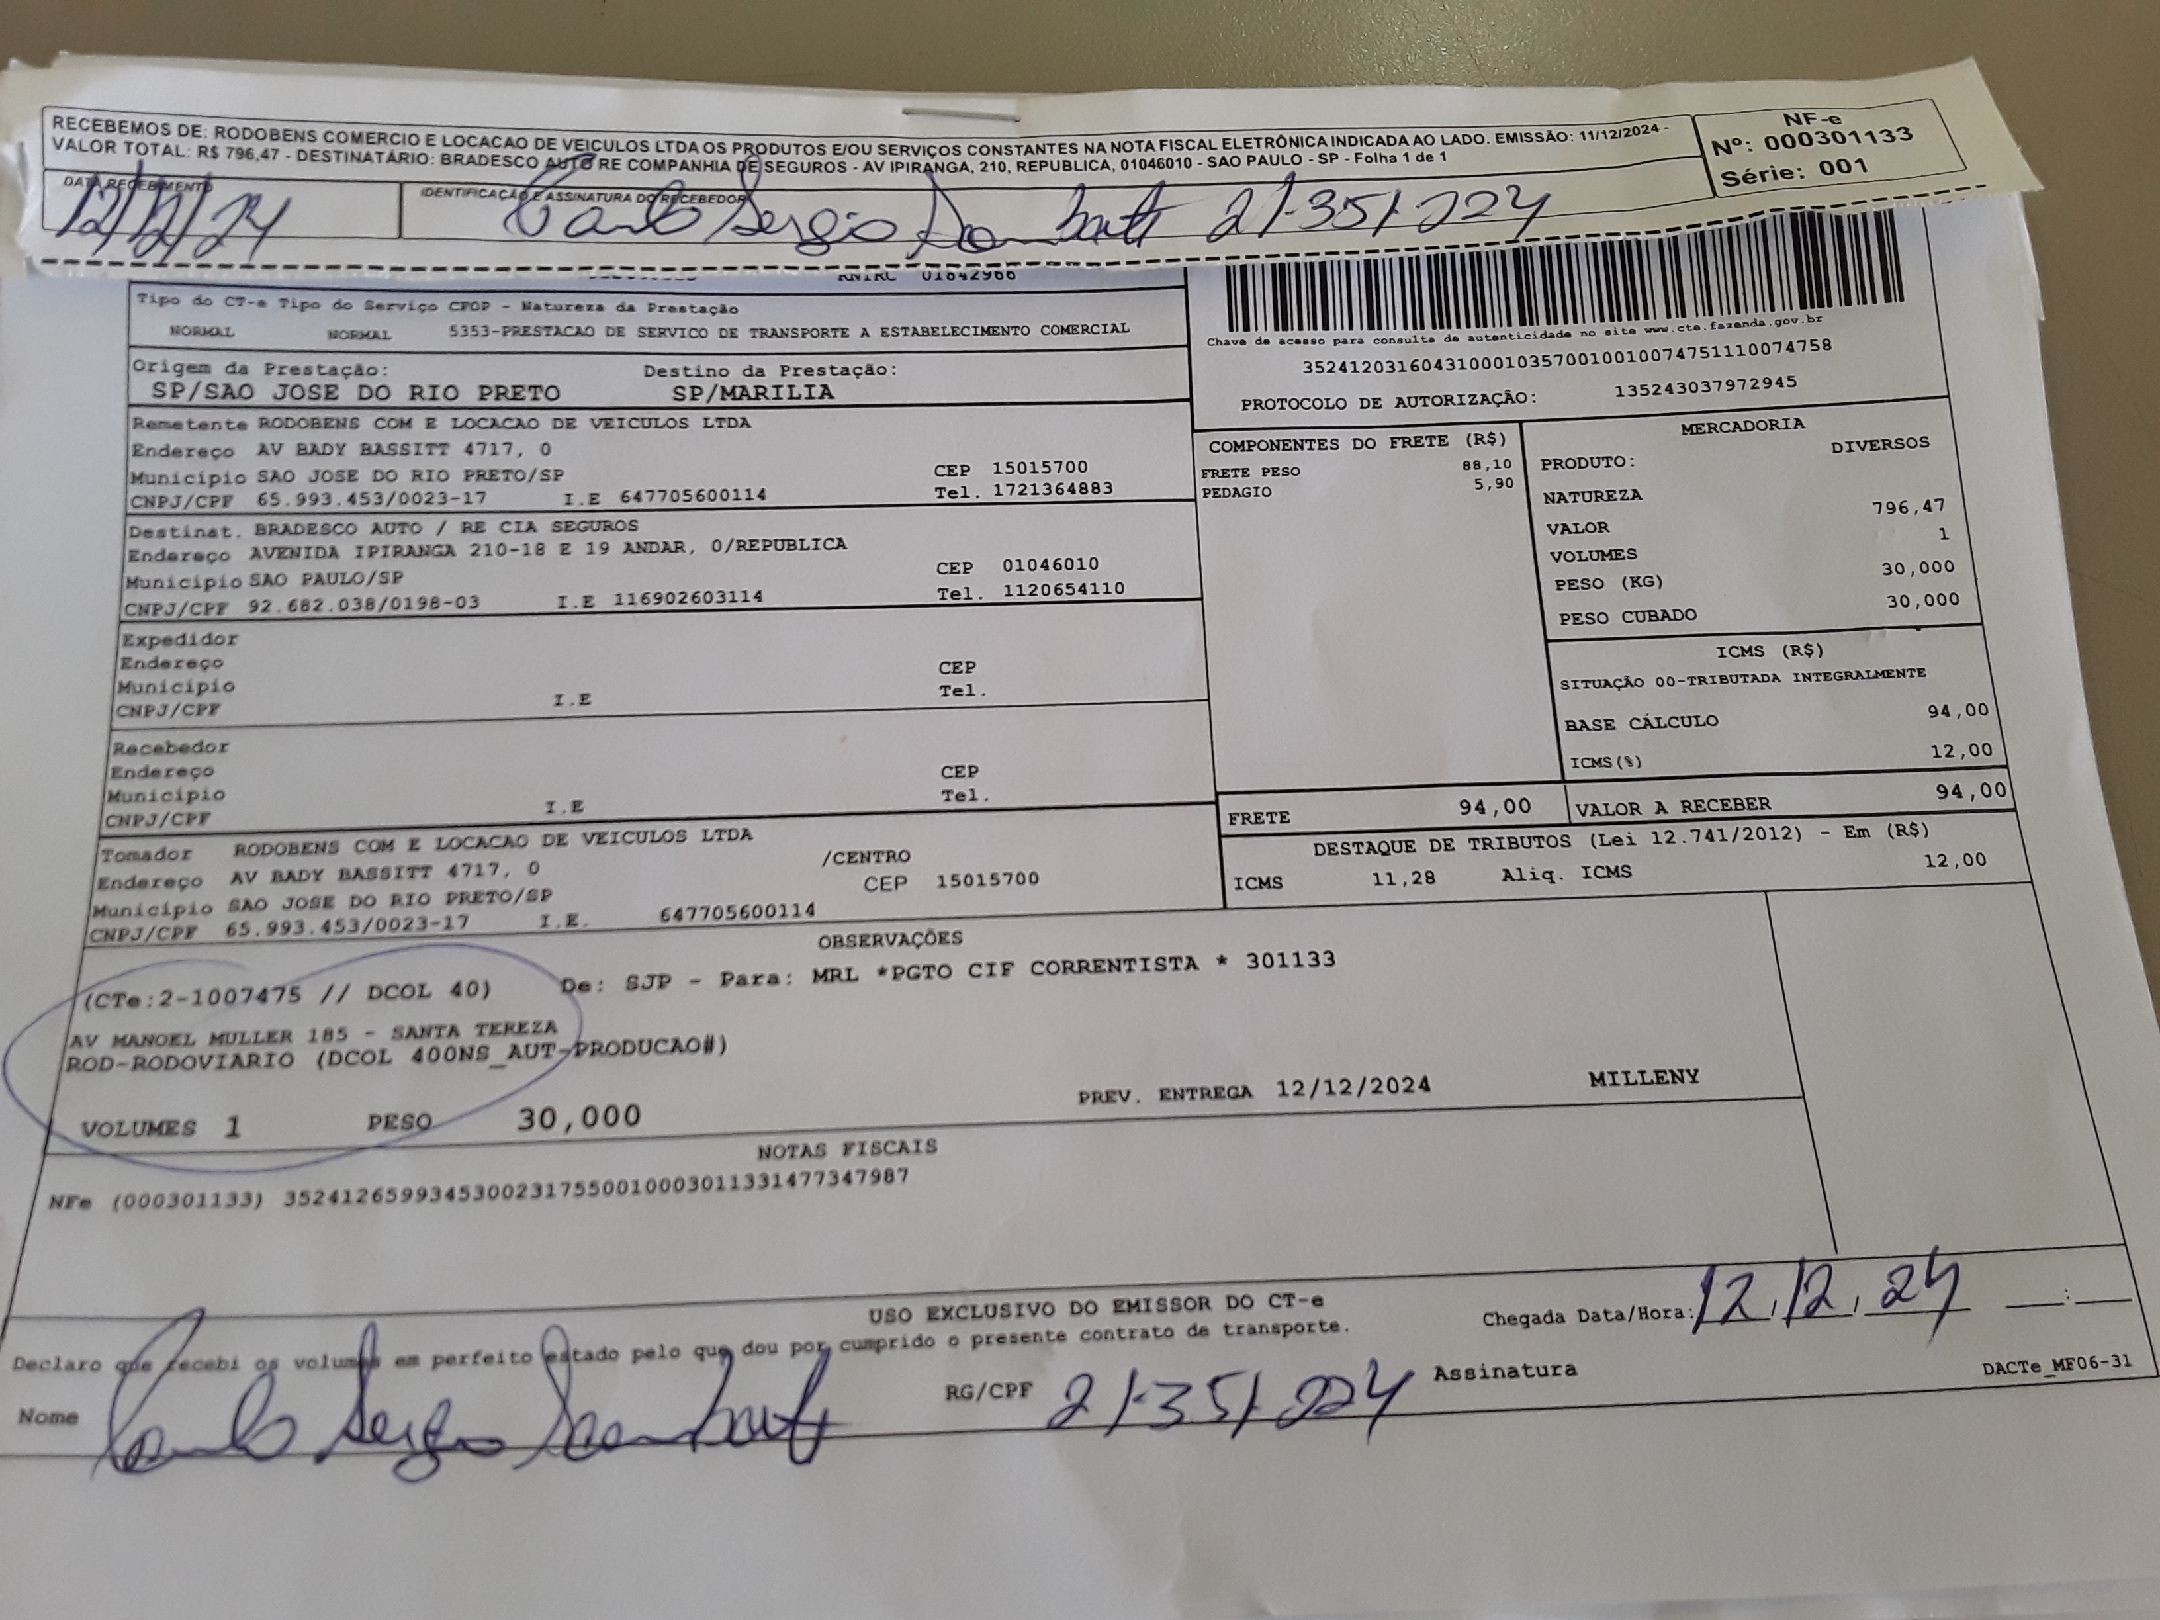 RECEBEMOS DE: RODOBENS COMERCIO E LOCACAO DE VEICULOS LTDA OS PRODUTOS E/OU SERVIÇOS CONSTANTES NA NOTA FISCAL ELETRÔNICA INDICADA AO LADO. EMISSÃO: 11/12/2024 -
VALOR TOTAL: R$ 796,47 - DESTINATÁRIO: BRADESCO AUTO RE COMPANHIA DE SEGUROS - AV IPIRANGA, 210, REPUBLICA, 01046010 - SAO PAULO - SP - Folha 1 de 1
NF-e
Nº: 000301133
Série: 001
DATA RECEBIMENTO
12/12/24
IDENTIFICAÇÃO E ASSINATURA DO RECEBEDOR
Paulo Sergio 21.351.224
RNTRC 01842966
Tipo do CT-e Tipo do Serviço CFOP - Natureza da Prestação
NORMAL NORMAL 5353-PRESTACAO DE SERVICO DE TRANSPORTE A ESTABELECIMENTO COMERCIAL
Chave de acesso para consulta de autenticidade no site www.cte.fazenda.gov.br
35241203160431000103570010010074751110074758
PROTOCOLO DE AUTORIZAÇÃO: 135243037972945
Origem da Prestação: Destino da Prestação:
SP/SAO JOSE DO RIO PRETO SP/MARILIA
Remetente RODOBENS COM E LOCACAO DE VEICULOS LTDA
Endereço AV BADY BASSITT 4717, 0
Município SAO JOSE DO RIO PRETO/SP CEP 15015700
CNPJ/CPF 65.993.453/0023-17 I.E 647705600114 Tel. 1721364883
Destinat. BRADESCO AUTO / RE CIA SEGUROS
Endereço AVENIDA IPIRANGA 210-18 E 19 ANDAR, 0/REPUBLICA
Município SAO PAULO/SP CEP 01046010
CNPJ/CPF 92.682.038/0198-03 I.E 116902603114 Tel. 1120654110
Expedidor
Endereço
Município CEP
CNPJ/CPF I.E Tel.
Recebedor
Endereço
Município CEP
CNPJ/CPF I.E Tel.
Tomador RODOBENS COM E LOCACAO DE VEICULOS LTDA
Endereço AV BADY BASSITT 4717, 0 /CENTRO
Município SAO JOSE DO RIO PRETO/SP CEP 15015700
CNPJ/CPF 65.993.453/0023-17 I.E. 647705600114
COMPONENTES DO FRETE (R$)
FRETE PESO 88,10
PEDAGIO 5,90
MERCADORIA
PRODUTO: DIVERSOS
NATUREZA
VALOR 796,47
VOLUMES 1
PESO (KG) 30,000
PESO CUBADO 30,000
ICMS (R$)
SITUAÇÃO 00-TRIBUTADA INTEGRALMENTE
BASE CÁLCULO 94,00
ICMS(%) 12,00
FRETE 94,00 VALOR A RECEBER 94,00
DESTAQUE DE TRIBUTOS (Lei 12.741/2012) - Em (R$)
ICMS 11,28 Aliq. ICMS 12,00
OBSERVAÇÕES
(CTe:2-1007475 // DCOL 40) De: SJP - Para: MRL *PGTO CIF CORRENTISTA * 301133
AV MANOEL MULLER 185 - SANTA TEREZA
ROD-RODOVIARIO (DCOL 400NS_AUT-PRODUCAO#)
PREV. ENTREGA 12/12/2024 MILLENY
VOLUMES 1 PESO 30,000
NOTAS FISCAIS
NFe (000301133) 35241265993453002317550010003011331477347987
USO EXCLUSIVO DO EMISSOR DO CT-e
Declaro que recebi os volumes em perfeito estado pelo que dou por cumprido o presente contrato de transporte.
Chegada Data/Hora: 12/12/24 __:__
Nome Paulo Sergio RG/CPF 21.351.224 Assinatura
DACTe_MF06-31